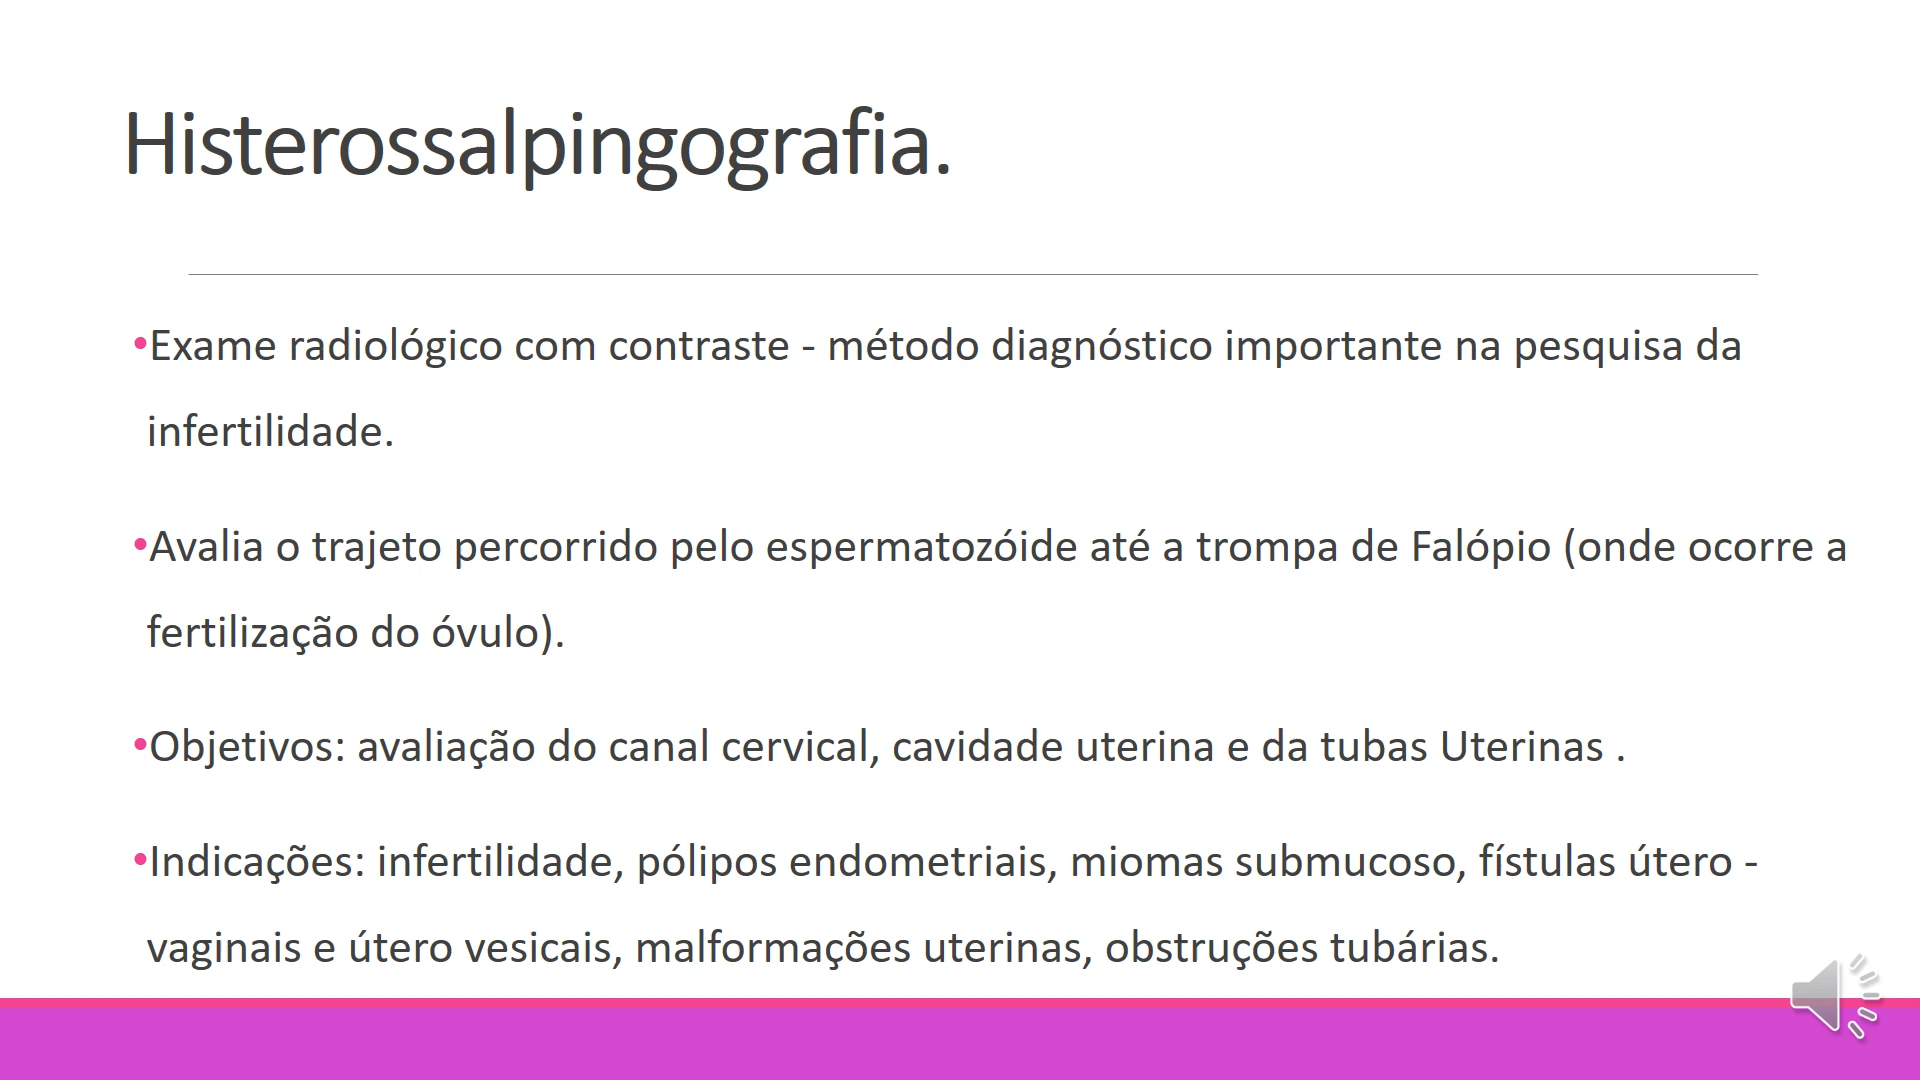 Histerossalpingografia.
•Exame radiológico com contraste - método diagnóstico importante na pesquisa da
infertilidade.
•Avalia o trajeto percorrido pelo espermatozóide até a trompa de Falópio (onde ocorre a
fertilização do óvulo).
•Objetivos: avaliação do canal cervical, cavidade uterina e da tubas Uterinas .
•Indicações: infertilidade, pólipos endometriais, miomas submucoso, fístulas útero -
vaginais e útero vesicais, malformações uterinas, obstruções tubárias.